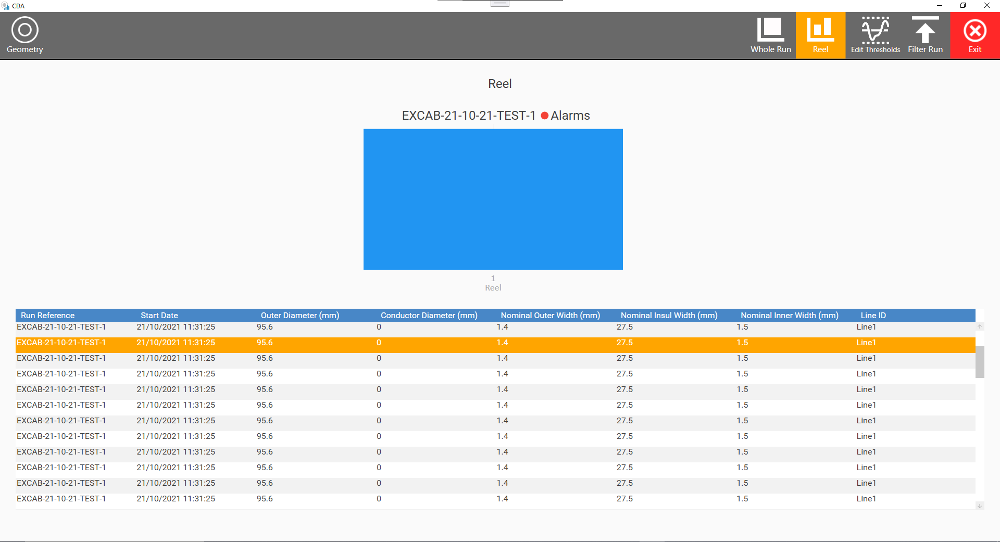 CDA
Geometry
Whole Run
Reel
Edit Thresholds
Filter Run
Exit
Reel
EXCAB-21-10-21-TEST-1 Alarms
1
Reel
Run Reference Start Date Outer Diameter (mm) Conductor Diameter (mm) Nominal Outer Width (mm) Nominal Insul Width (mm) Nominal Inner Width (mm) Line ID
EXCAB-21-10-21-TEST-1 21/10/2021 11:31:25 95.6 0 1.4 27.5 1.5 Line1
EXCAB-21-10-21-TEST-1 21/10/2021 11:31:25 95.6 0 1.4 27.5 1.5 Line1
EXCAB-21-10-21-TEST-1 21/10/2021 11:31:25 95.6 0 1.4 27.5 1.5 Line1
EXCAB-21-10-21-TEST-1 21/10/2021 11:31:25 95.6 0 1.4 27.5 1.5 Line1
EXCAB-21-10-21-TEST-1 21/10/2021 11:31:25 95.6 0 1.4 27.5 1.5 Line1
EXCAB-21-10-21-TEST-1 21/10/2021 11:31:25 95.6 0 1.4 27.5 1.5 Line1
EXCAB-21-10-21-TEST-1 21/10/2021 11:31:25 95.6 0 1.4 27.5 1.5 Line1
EXCAB-21-10-21-TEST-1 21/10/2021 11:31:25 95.6 0 1.4 27.5 1.5 Line1
EXCAB-21-10-21-TEST-1 21/10/2021 11:31:25 95.6 0 1.4 27.5 1.5 Line1
EXCAB-21-10-21-TEST-1 21/10/2021 11:31:25 95.6 0 1.4 27.5 1.5 Line1
EXCAB-21-10-21-TEST-1 21/10/2021 11:31:25 95.6 0 1.4 27.5 1.5 Line1
EXCAB-21-10-21-TEST-1 21/10/2021 11:31:25 95.6 0 1.4 27.5 1.5 Line1